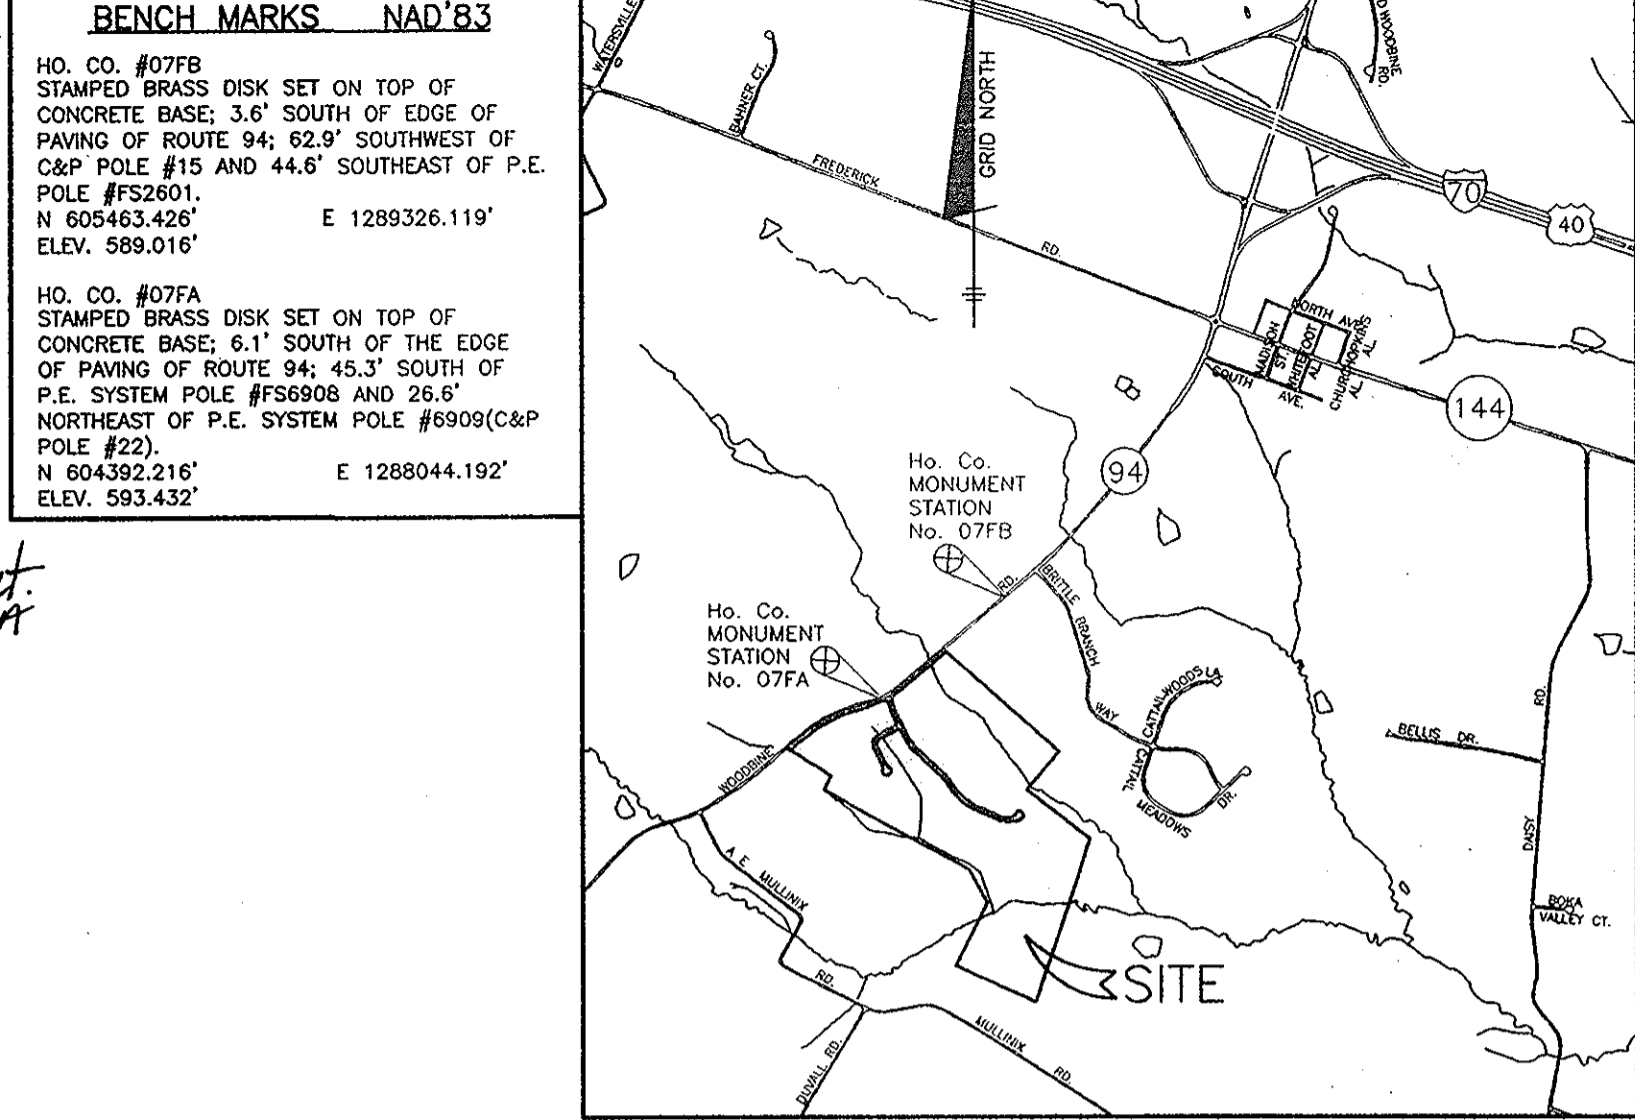 BENCH MARKS NAD'83
HO. CO. #07FB
STAMPED BRASS DISK SET ON TOP OF
CONCRETE BASE; 3.6' SOUTH OF EDGE OF
PAVING OF ROUTE 94; 62.9' SOUTHWEST OF
C&P POLE #15 AND 44.6' SOUTHEAST OF P.E.
POLE #FS2601.
N 605463.426' E 1289326.119'
ELEV. 589.016'
HO. CO. #07FA
STAMPED BRASS DISK SET ON TOP OF
CONCRETE BASE; 6.1' SOUTH OF THE EDGE
OF PAVING OF ROUTE 94; 45.3' SOUTH OF
P.E. SYSTEM POLE #FS6908 AND 26.6'
NORTHEAST OF P.E. SYSTEM POLE #6909(C&P
POLE #22).
N 604392.216' E 1288044.192'
ELEV. 593.432'
WATERSVILLE
BAHNER CT.
FREDERICK
RD.
GRID NORTH
D WOODBINE
RD.
70
40
NORTH AVE.
MADISON
ST.
WHITEFOOT
AL.
CHURCH
AL.
HOPKINS
AL.
SOUTH
AVE.
144
94
Ho. Co.
MONUMENT
STATION
No. 07FB
Ho. Co.
MONUMENT
STATION
No. 07FA
RD.
WOODBINE
BRITTLE
BRANCH
WAY
CATTAIL WOODS LA.
CATTAIL
MEADOWS
DR.
BELLIS DR.
RD.
DAISY
BOKA
VALLEY CT.
A E
MULLINIX
RD.
SITE
MULLINIX
RD.
DUVALL RD.